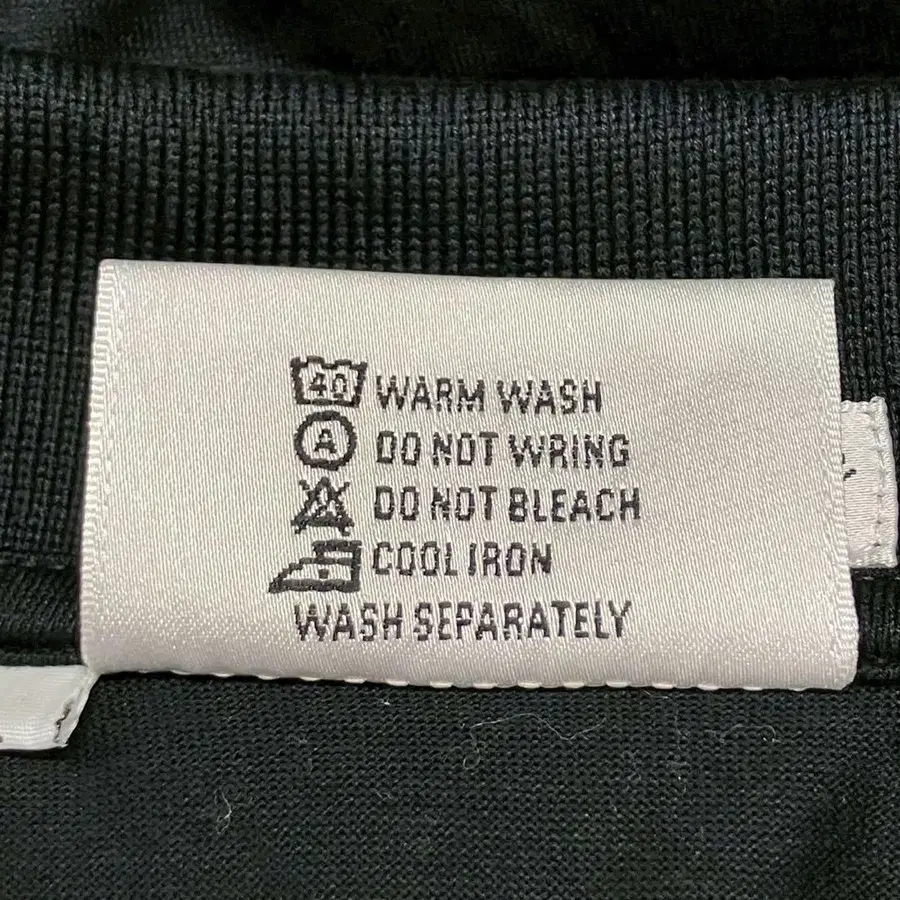 40 WARM WASH
A DO NOT WRING
DO NOT BLEACH
COOL IRON
WASH SEPARATELY